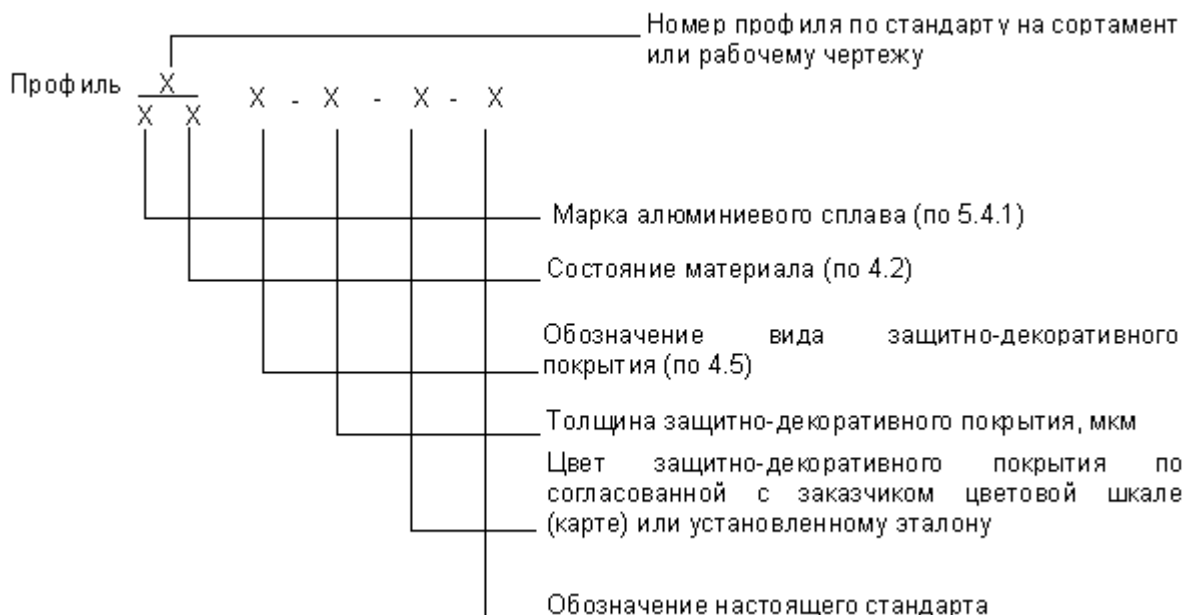 Номер профиля по стандарту на сортамент
или рабочему чертежу
Профиль X
X X X - X - X - X
Марка алюминиевого сплава (по 5.4.1)
Состояние материала (по 4.2)
Обозначение вида защитно-декоративного
покрытия (по 4.5)
Толщина защитно-декоративного покрытия, мкм
Цвет защитно-декоративного покрытия по
согласованной с заказчиком цветовой шкале
(карте) или установленному эталону
Обозначение настоящего стандарта